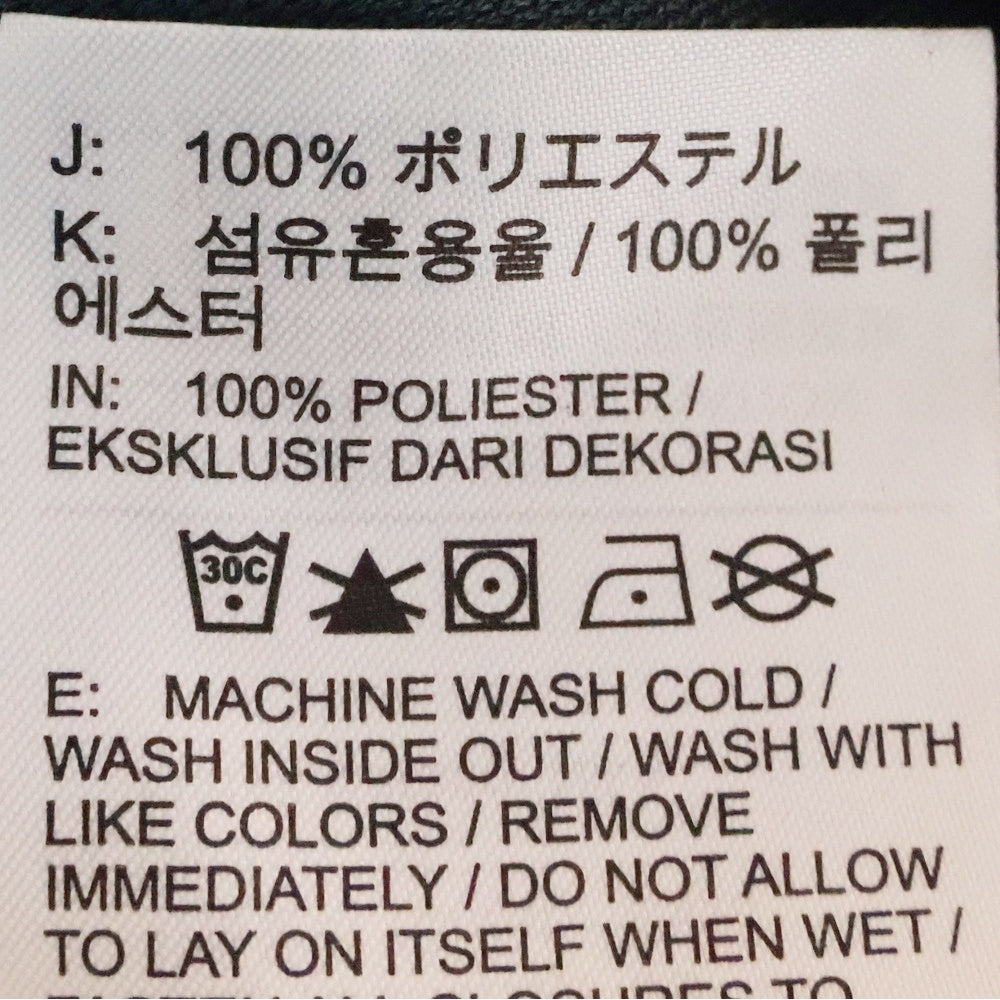 J: 100% ポリエステル
K: 섬유혼용율 / 100% 폴리
에스터
IN: 100% POLIESTER /
EKSKLUSIF DARI DEKORASI
30C
E: MACHINE WASH COLD /
WASH INSIDE OUT / WASH WITH
LIKE COLORS / REMOVE
IMMEDIATELY / DO NOT ALLOW
TO LAY ON ITSELF WHEN WET /